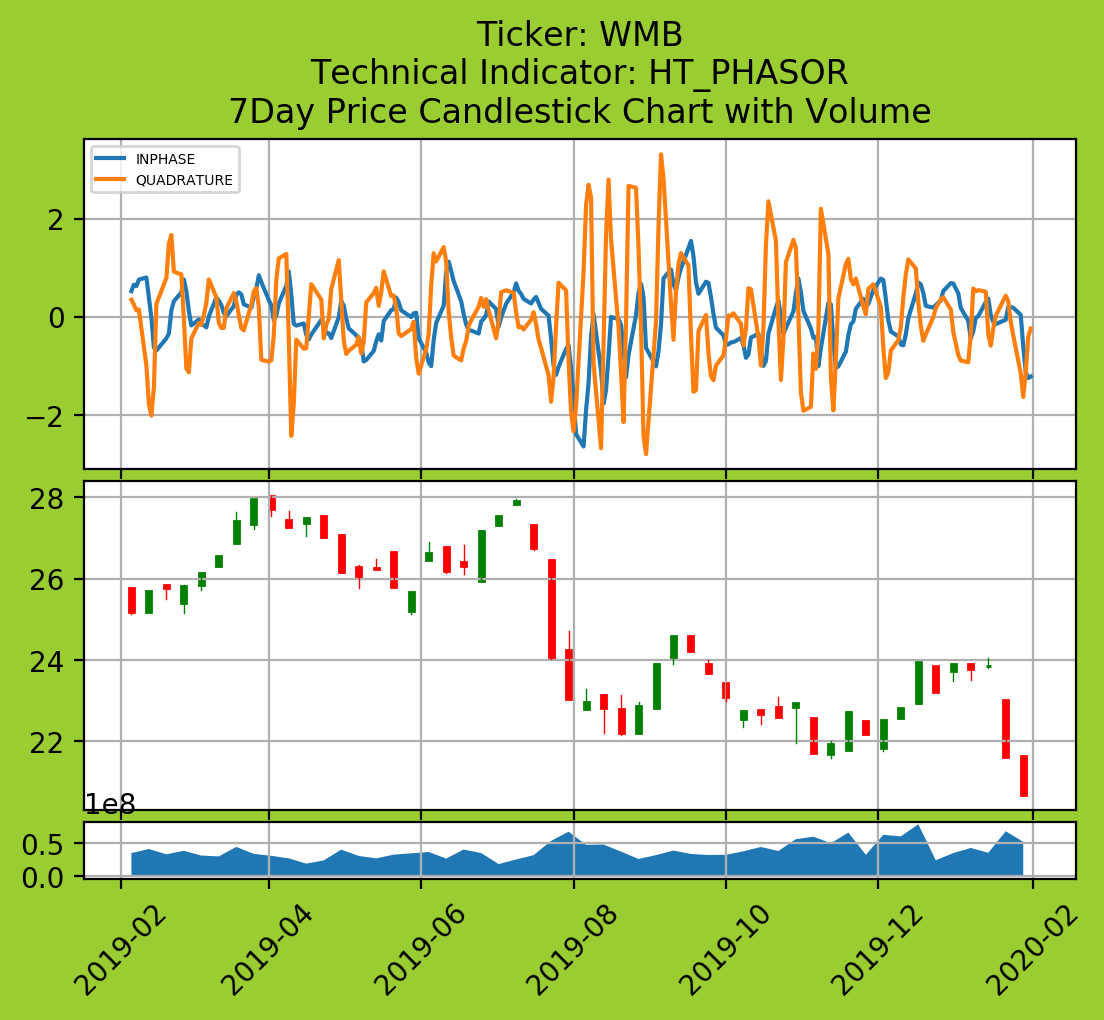 Ticker: WMB
Technical Indicator: HT_PHASOR
7Day Price Candlestick Chart with Volume
INPHASE
QUADRATURE
2
0
−2
28
26
24
22
1e8
0.5
0.0
2019-02
2019-04
2019-06
2019-08
2019-10
2019-12
2020-02